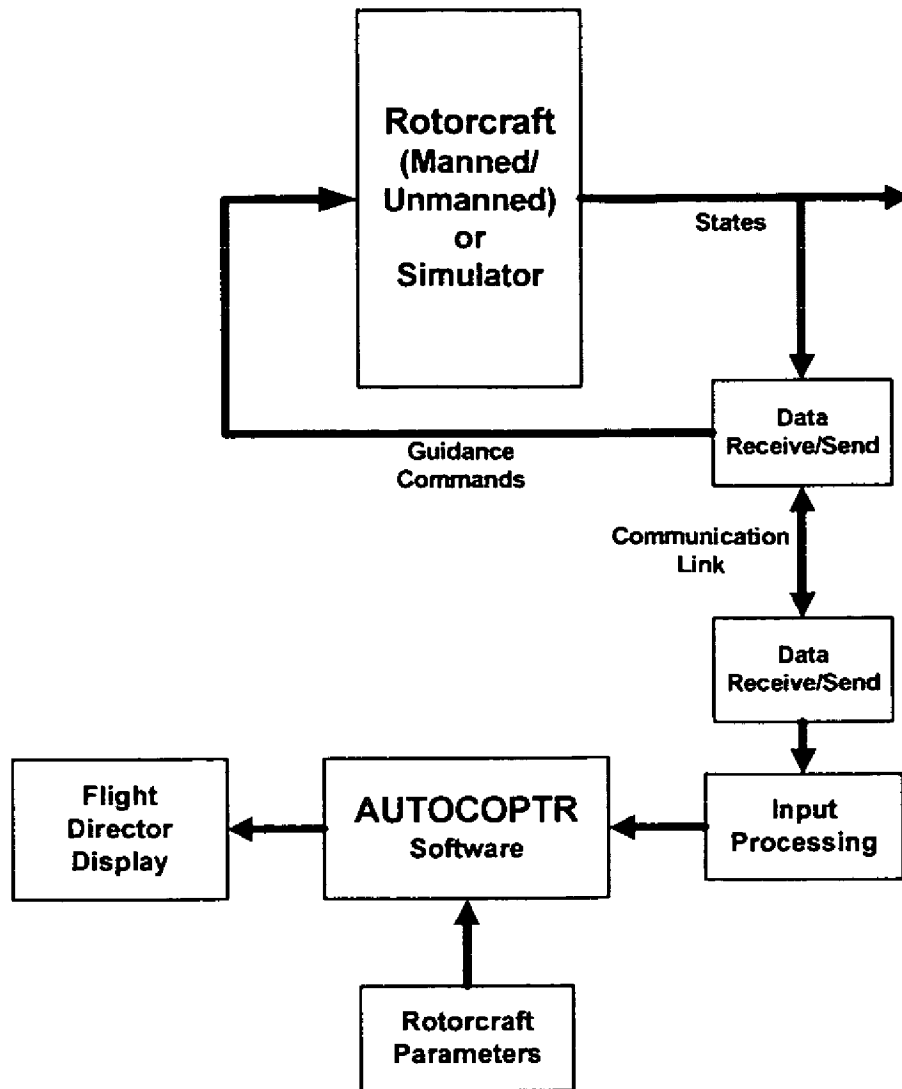 Rotorcraft
(Manned/
Unmanned)
or
Simulator
States
Data
Receive/Send
Guidance
Commands
Communication
Link
Data
Receive/Send
Flight
Director
Display
AUTOCOPTR
Software
Input
Processing
Rotorcraft
Parameters